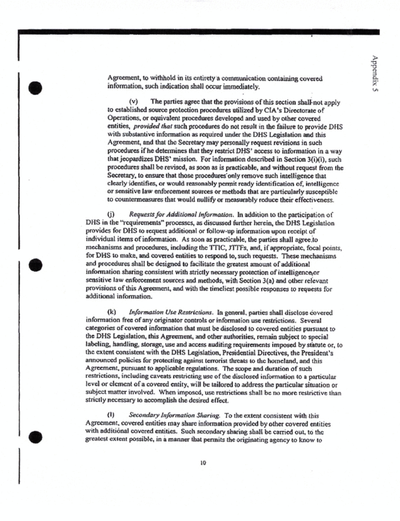 Appendix 5
Agreement, to withhold in its entirety a communication containing covered
information, such indication shall occur immediately.
(v) The parties agree that the provisions of this section shall not apply
to established source protection procedures utilized by CIA's Directorate of
Operations, or equivalent procedures developed and used by other covered
entities, provided that such procedures do not result in the failure to provide DHS
with substantive information as required under the DHS Legislation and this
Agreement, and that the Secretary may personally request revisions in such
procedures if he determines that they restrict DHS' access to information in a way
that jeopardizes DHS' mission. For information described in Section 3(i)(i), such
procedures shall be revised, as soon as is practicable, and without request from the
Secretary, to ensure that those procedures only remove such intelligence that
clearly identifies, or would reasonably permit ready identification of, intelligence
or sensitive law enforcement sources or methods that are particularly susceptible
to countermeasures that would nullify or measurably reduce their effectiveness.
(j) Requests for Additional Information. In addition to the participation of
DHS in the "requirements" processes, as discussed further herein, the DHS Legislation
provides for DHS to request additional or follow-up information upon receipt of
individual items of information. As soon as practicable, the parties shall agree to
mechanisms and procedures, including the TTIC, JTTFs, and, if appropriate, focal points,
for DHS to make, and covered entities to respond to, such requests. These mechanisms
and procedures shall be designed to facilitate the greatest amount of additional
information sharing consistent with strictly necessary protection of intelligence or
sensitive law enforcement sources and methods, with Section 3(a) and other relevant
provisions of this Agreement, and with the timeliest possible responses to requests for
additional information.
(k) Information Use Restrictions. In general, parties shall disclose covered
information free of any originator controls or information use restrictions. Several
categories of covered information that must be disclosed to covered entities pursuant to
the DHS Legislation, this Agreement, and other authorities, remain subject to special
labeling, handling, storage, use and access auditing requirements imposed by statute or, to
the extent consistent with the DHS Legislation, Presidential Directives, the President's
announced policies for protecting against terrorist threats to the homeland, and this
Agreement, pursuant to applicable regulations. The scope and duration of such
restrictions, including caveats restricting use of the disclosed information to a particular
level or element of a covered entity, will be tailored to address the particular situation or
subject matter involved. When imposed, use restrictions shall be no more restrictive than
strictly necessary to accomplish the desired effect.
(l) Secondary Information Sharing. To the extent consistent with this
Agreement, covered entities may share information provided by other covered entities
with additional covered entities. Such secondary sharing shall be carried out, to the
greatest extent possible, in a manner that permits the originating agency to know to
10